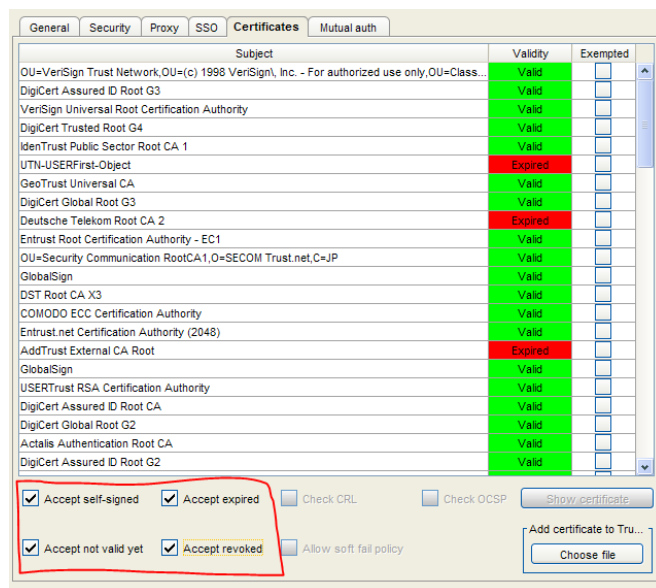 General Security Proxy SSO Certificates Mutual auth
Subject Validity Exempted
OU=VeriSign Trust Network,OU=(c) 1998 VeriSign\, Inc. - For authorized use only,OU=Class... Valid
DigiCert Assured ID Root G3 Valid
VeriSign Universal Root Certification Authority Valid
DigiCert Trusted Root G4 Valid
IdenTrust Public Sector Root CA 1 Valid
UTN-USERFirst-Object Expired
GeoTrust Universal CA Valid
DigiCert Global Root G3 Valid
Deutsche Telekom Root CA 2 Expired
Entrust Root Certification Authority - EC1 Valid
OU=Security Communication RootCA1,O=SECOM Trust.net,C=JP Valid
GlobalSign Valid
DST Root CA X3 Valid
COMODO ECC Certification Authority Valid
Entrust.net Certification Authority (2048) Valid
AddTrust External CA Root Expired
GlobalSign Valid
USERTrust RSA Certification Authority Valid
DigiCert Assured ID Root CA Valid
DigiCert Global Root G2 Valid
Actalis Authentication Root CA Valid
DigiCert Assured ID Root G2 Valid
Accept self-signed Accept expired Check CRL Check OCSP Show certificate
Add certificate to Tru...
Accept not valid yet Accept revoked Allow soft fail policy Choose file